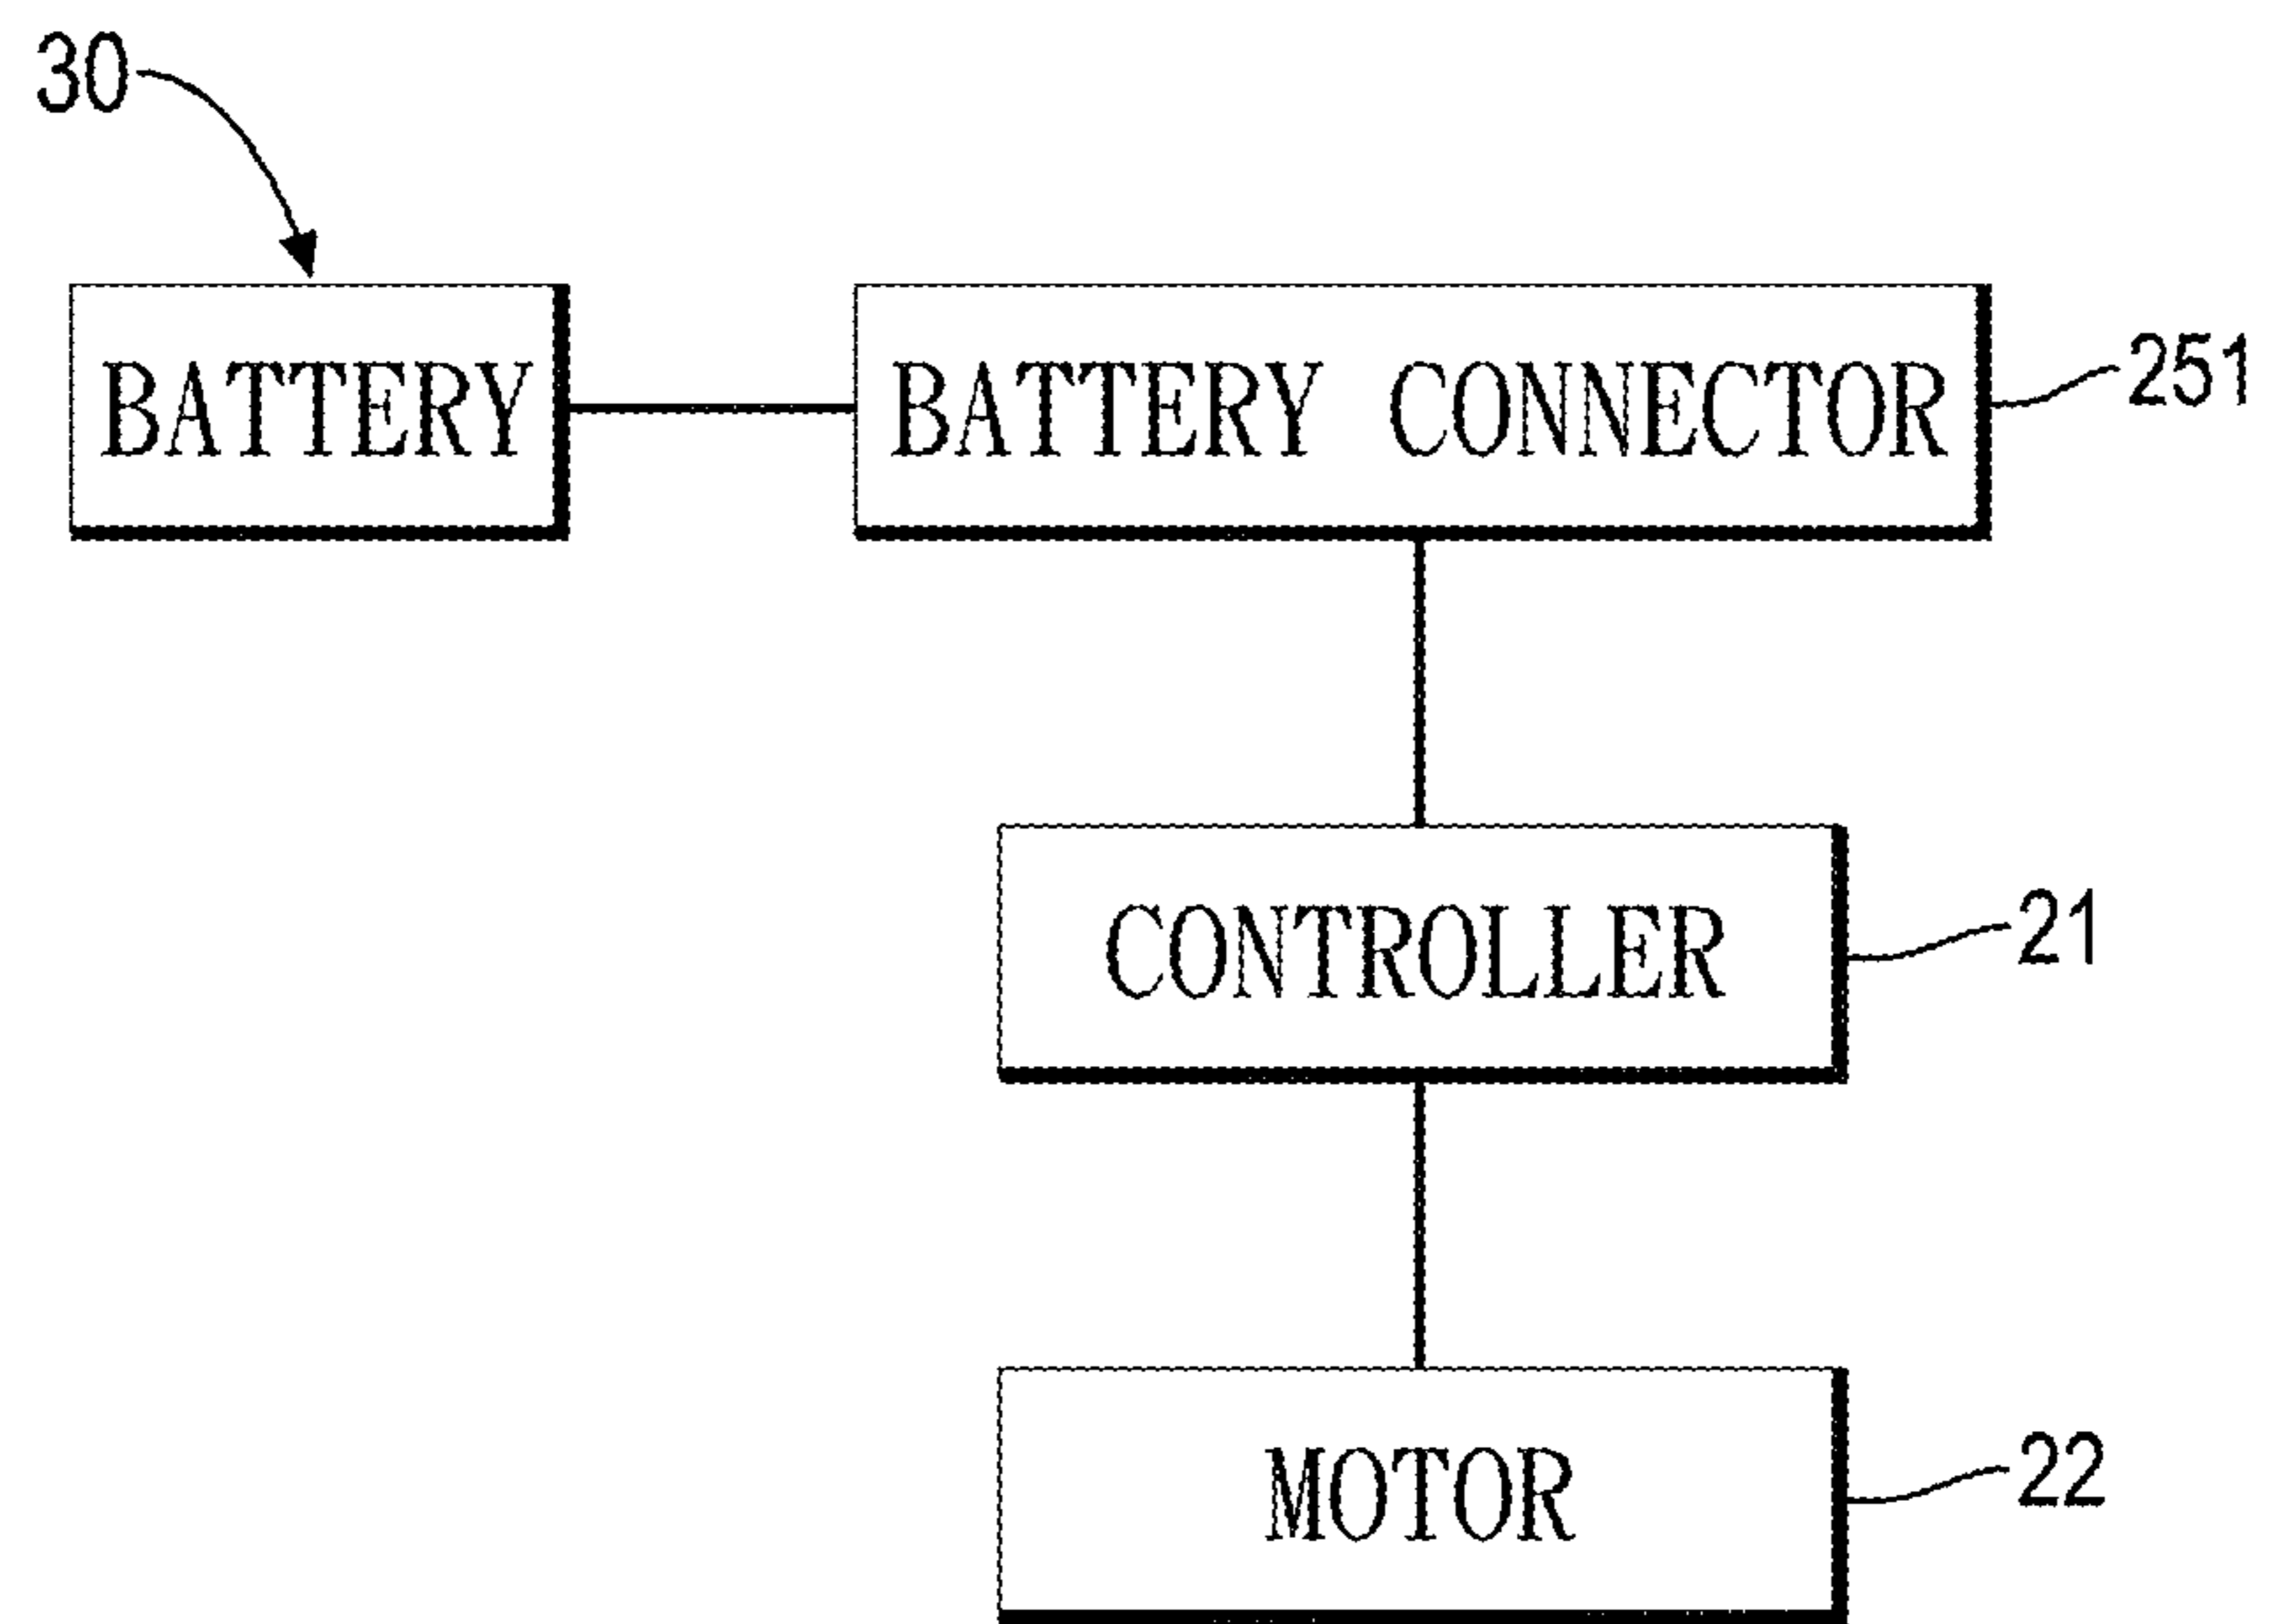 30
BATTERY
BATTERY CONNECTOR
251
CONTROLLER
21
MOTOR
22